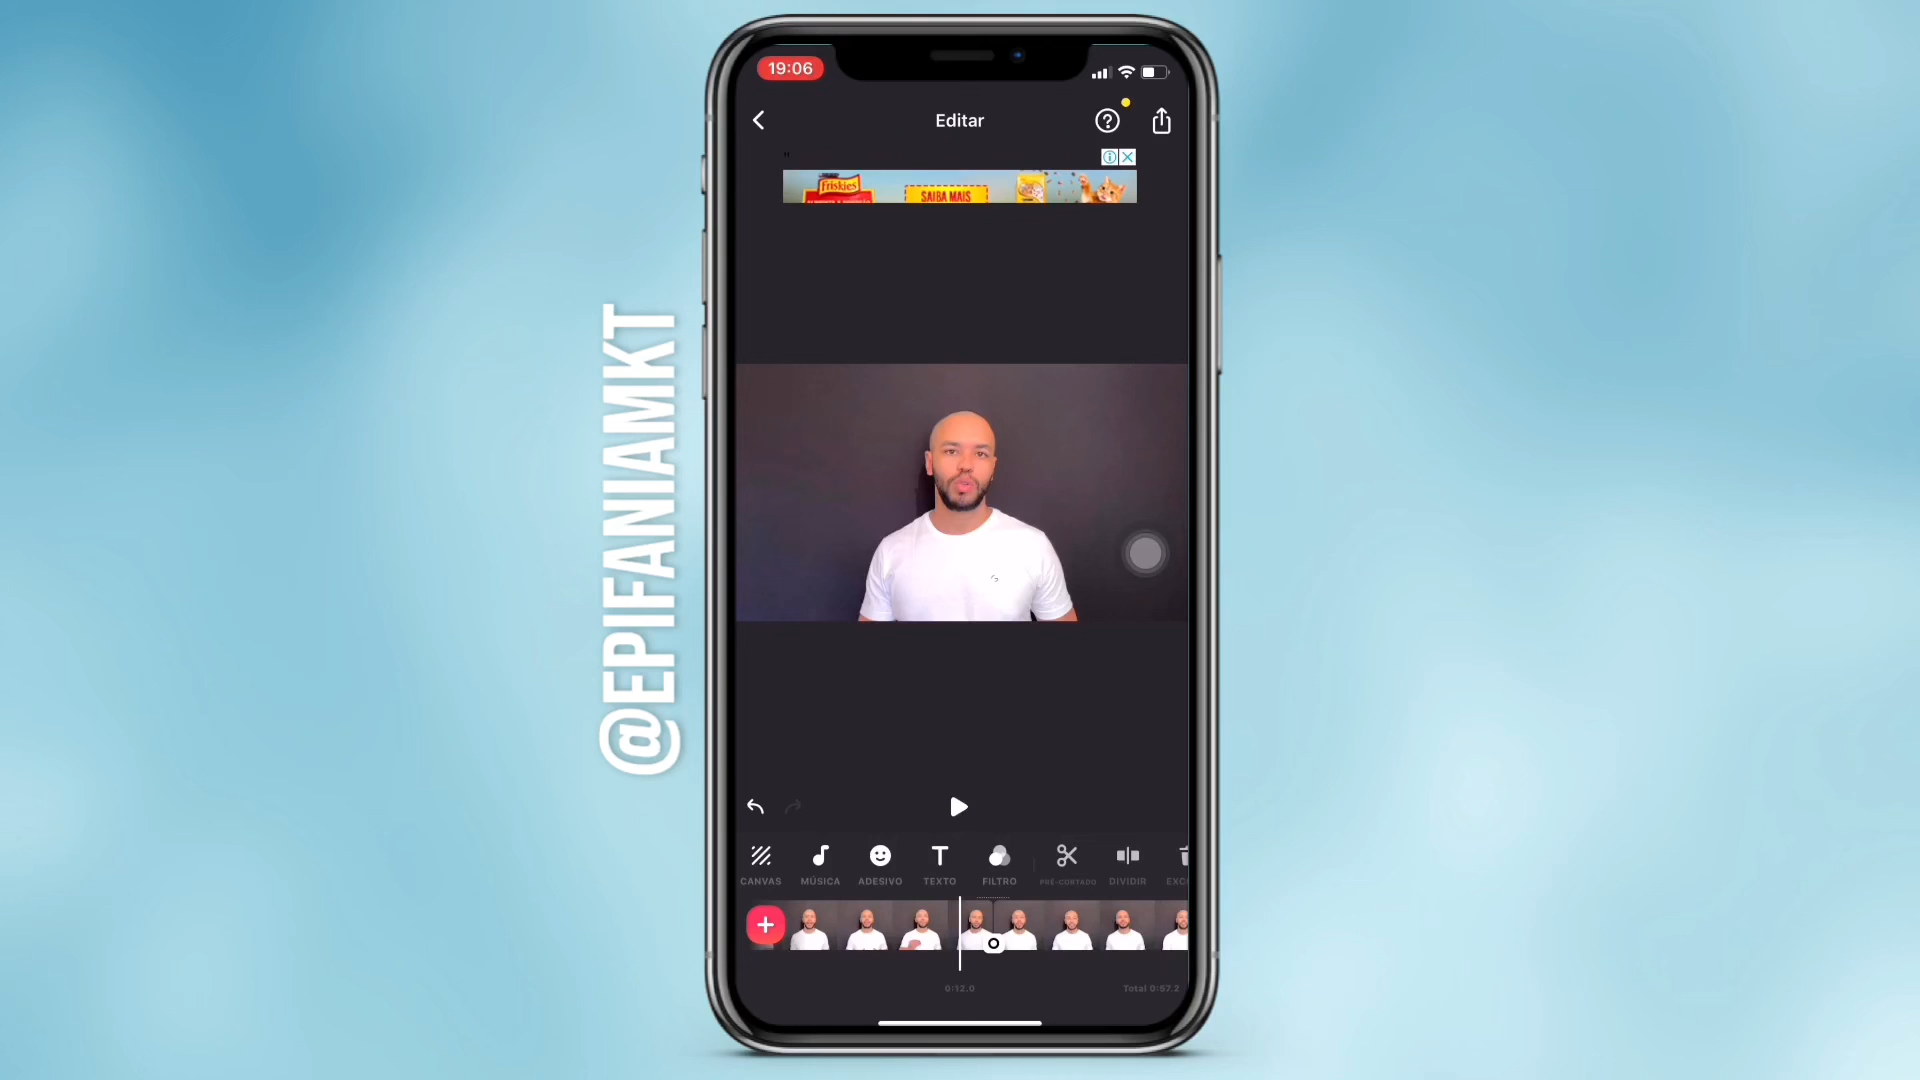 19:06
Editar
Friskies
SAIBA MAIS
@EPIFANIAMKT
CANVAS
MÚSICA
ADESIVO
TEXTO
FILTRO
PRÉ-CORTADO
DIVIDIR
EXC
0:12.0
Total 0:57.2